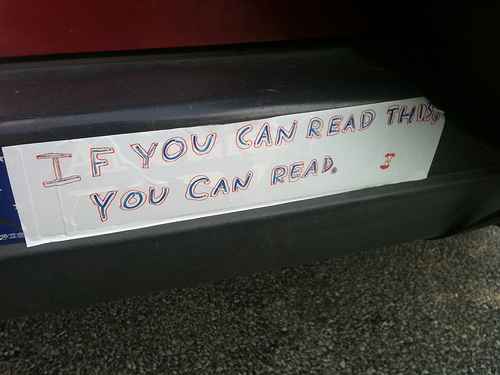 IF YOU CAN READ THIS,
YOU CAN READ.